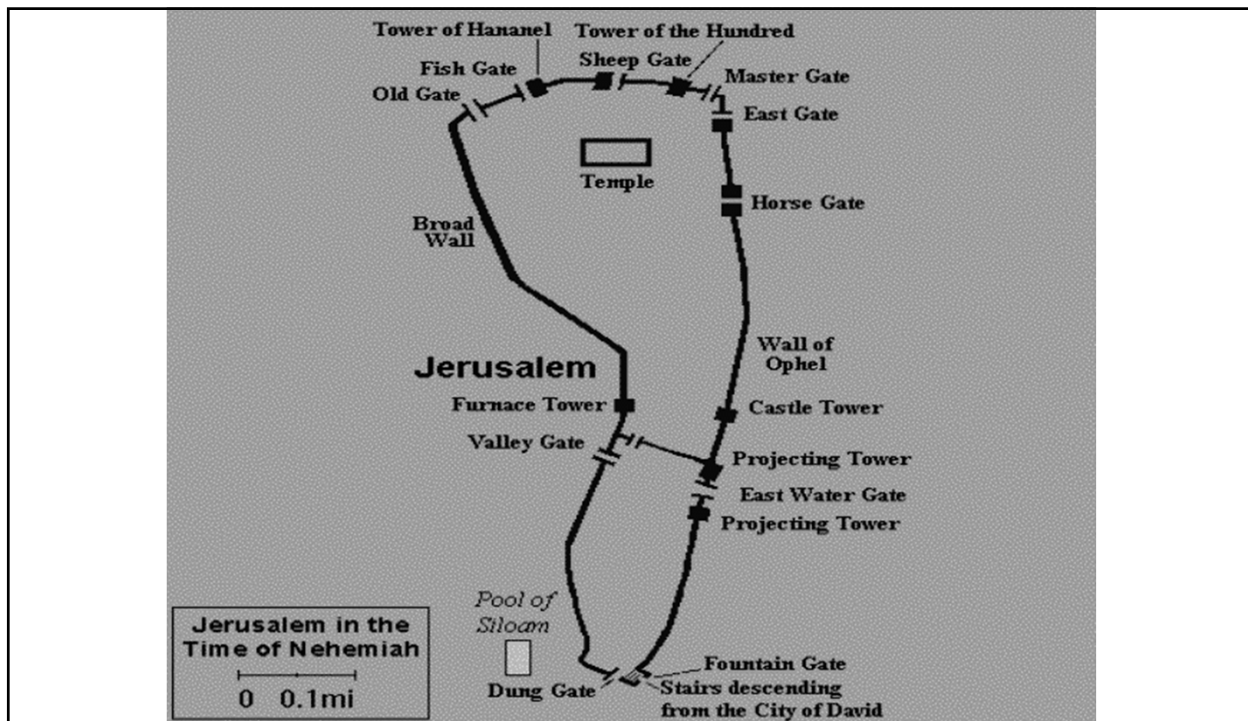 Tower of Hananel
Tower of the Hundred
Sheep Gate
Fish Gate
Master Gate
Old Gate
East Gate
Temple
Horse Gate
Broad
Wall
Wall of
Ophel
Jerusalem
Furnace Tower
Castle Tower
Valley Gate
Projecting Tower
East Water Gate
Projecting Tower
Pool of
Siloam
Jerusalem in the
Time of Nehemiah
0 0.1mi
Fountain Gate
Dung Gate
Stairs descending
from the City of David